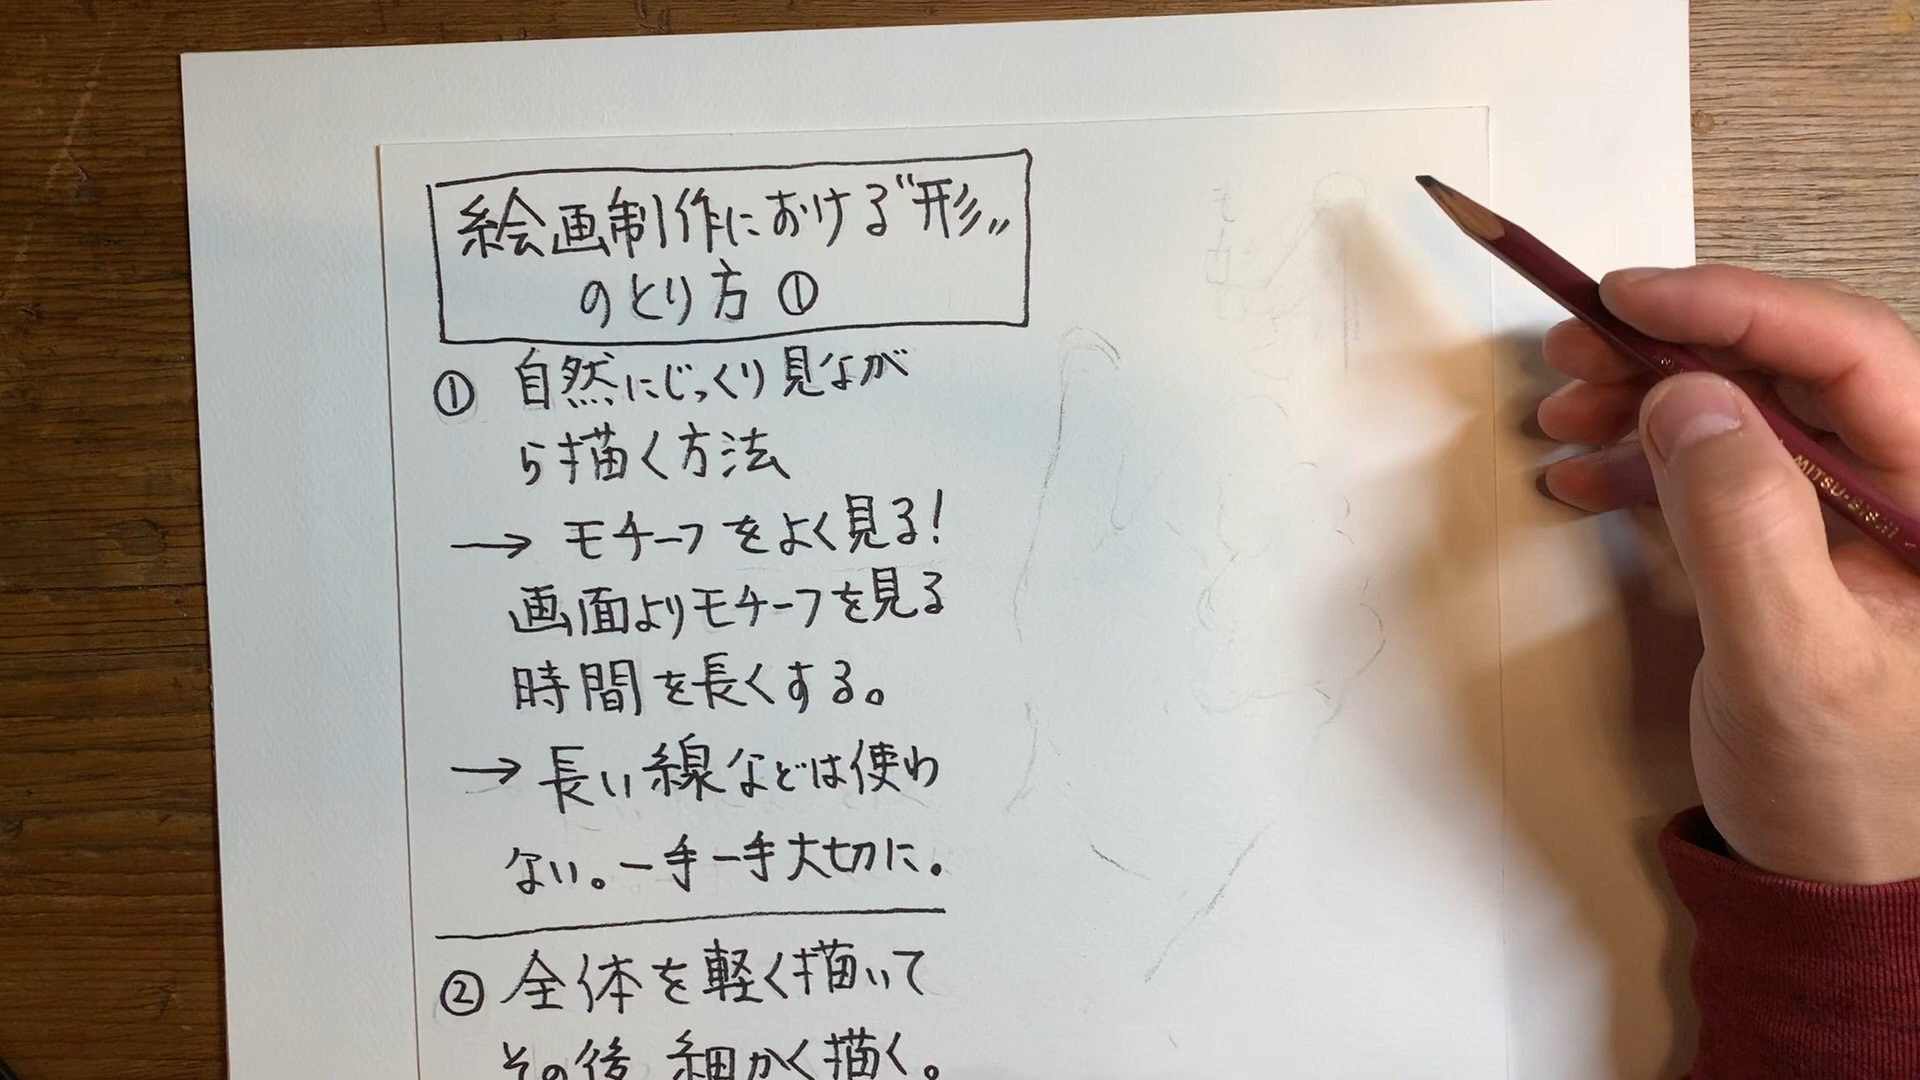 絵画制作における“形”
のとり方 ①
① 自然にじっくり見なが
ら描く方法
→ モチーフをよく見る!
画面よりモチーフを見る
時間を長くする。
→ 長い線などは使わ
ない。一手一手大切に。
② 全体を軽く描いて
その後 細かく描く。
MITSU-BISHI